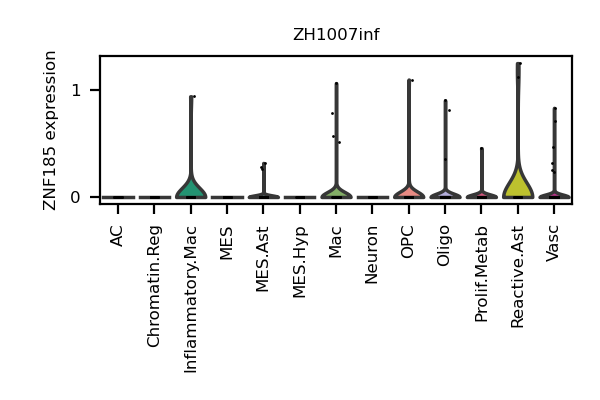 ZH1007inf
ZNF185 expression
1
0
AC
Chromatin.Reg
Inflammatory.Mac
MES
MES.Ast
MES.Hyp
Mac
Neuron
OPC
Oligo
Prolif.Metab
Reactive.Ast
Vasc